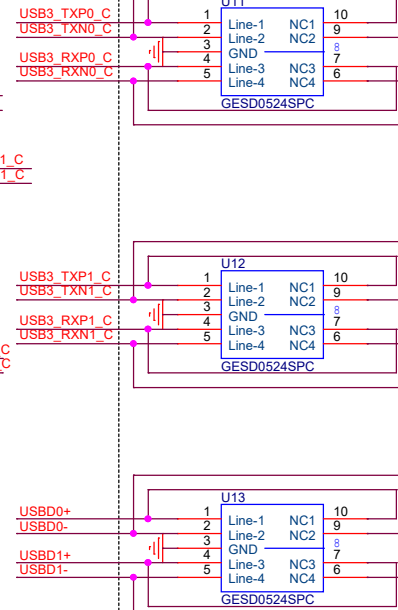 U11
USB3_TXP0_C 1 Line-1 NC1 10
USB3_TXN0_C 2 Line-2 NC2 9
3 GND 8
USB3_RXP0_C 4 Line-3 NC3 7
USB3_RXN0_C 5 Line-4 NC4 6
GESD0524SPC
1_C
1_C
U12
USB3_TXP1_C 1 Line-1 NC1 10
USB3_TXN1_C 2 Line-2 NC2 9
3 GND 8
USB3_RXP1_C 4 Line-3 NC3 7
USB3_RXN1_C 5 Line-4 NC4 6
C
C
GESD0524SPC
U13
USBD0+ 1 Line-1 NC1 10
USBD0- 2 Line-2 NC2 9
3 GND 8
USBD1+ 4 Line-3 NC3 7
USBD1- 5 Line-4 NC4 6
GESD0524SPC